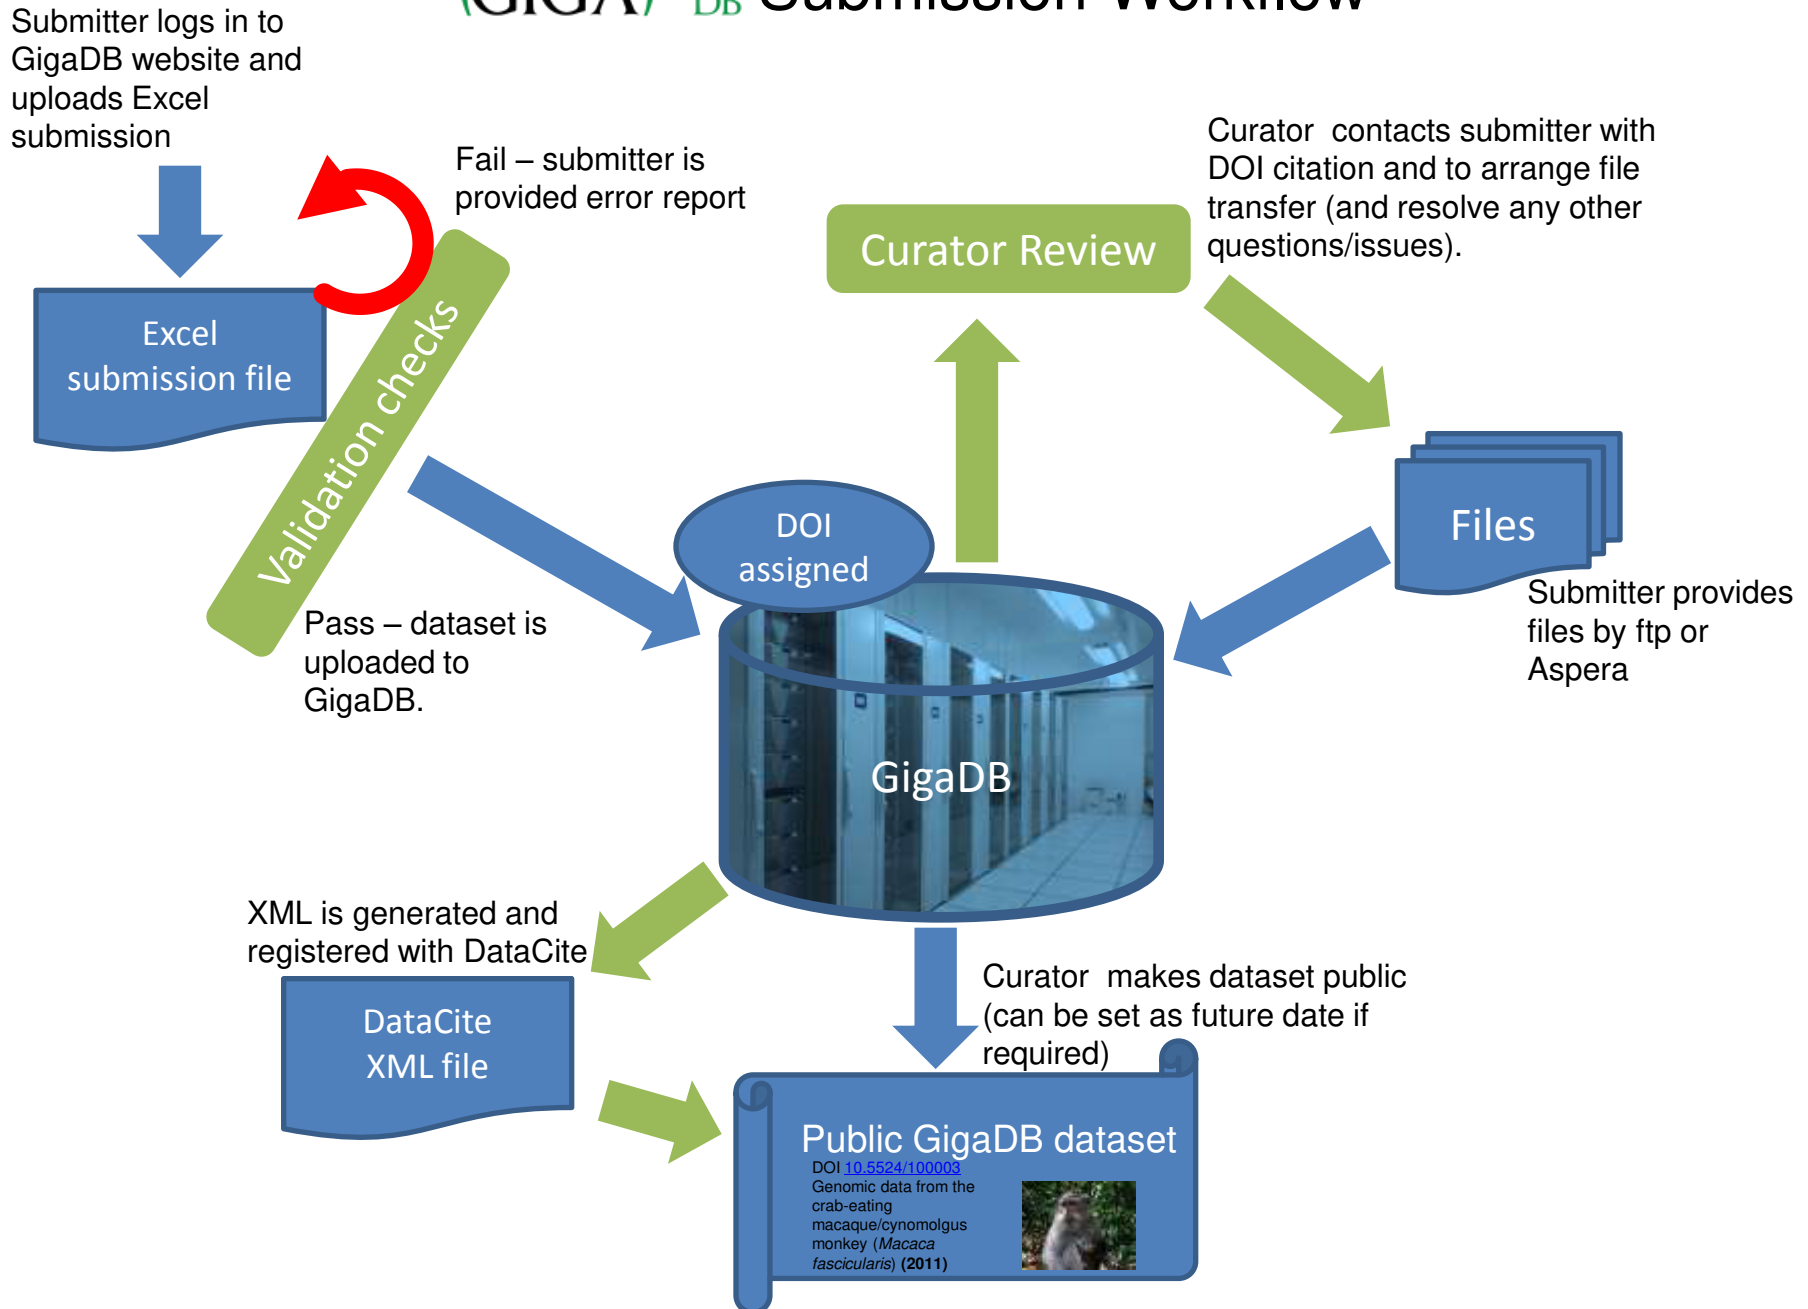 (GIGA) DB Submission Workflow
Submitter logs in to
GigaDB website and
uploads Excel
submission
Fail – submitter is
provided error report
Curator contacts submitter with
DOI citation and to arrange file
transfer (and resolve any other
questions/issues).
Curator Review
Excel
submission file
Validation checks
DOI
assigned
Files
Submitter provides
files by ftp or
Aspera
Pass – dataset is
uploaded to
GigaDB.
GigaDB
XML is generated and
registered with DataCite
DataCite
XML file
Curator makes dataset public
(can be set as future date if
required)
Public GigaDB dataset
DOI 10.5524/100003
Genomic data from the
crab-eating
macaque/cynomolgus
monkey (Macaca
fascicularis) (2011)